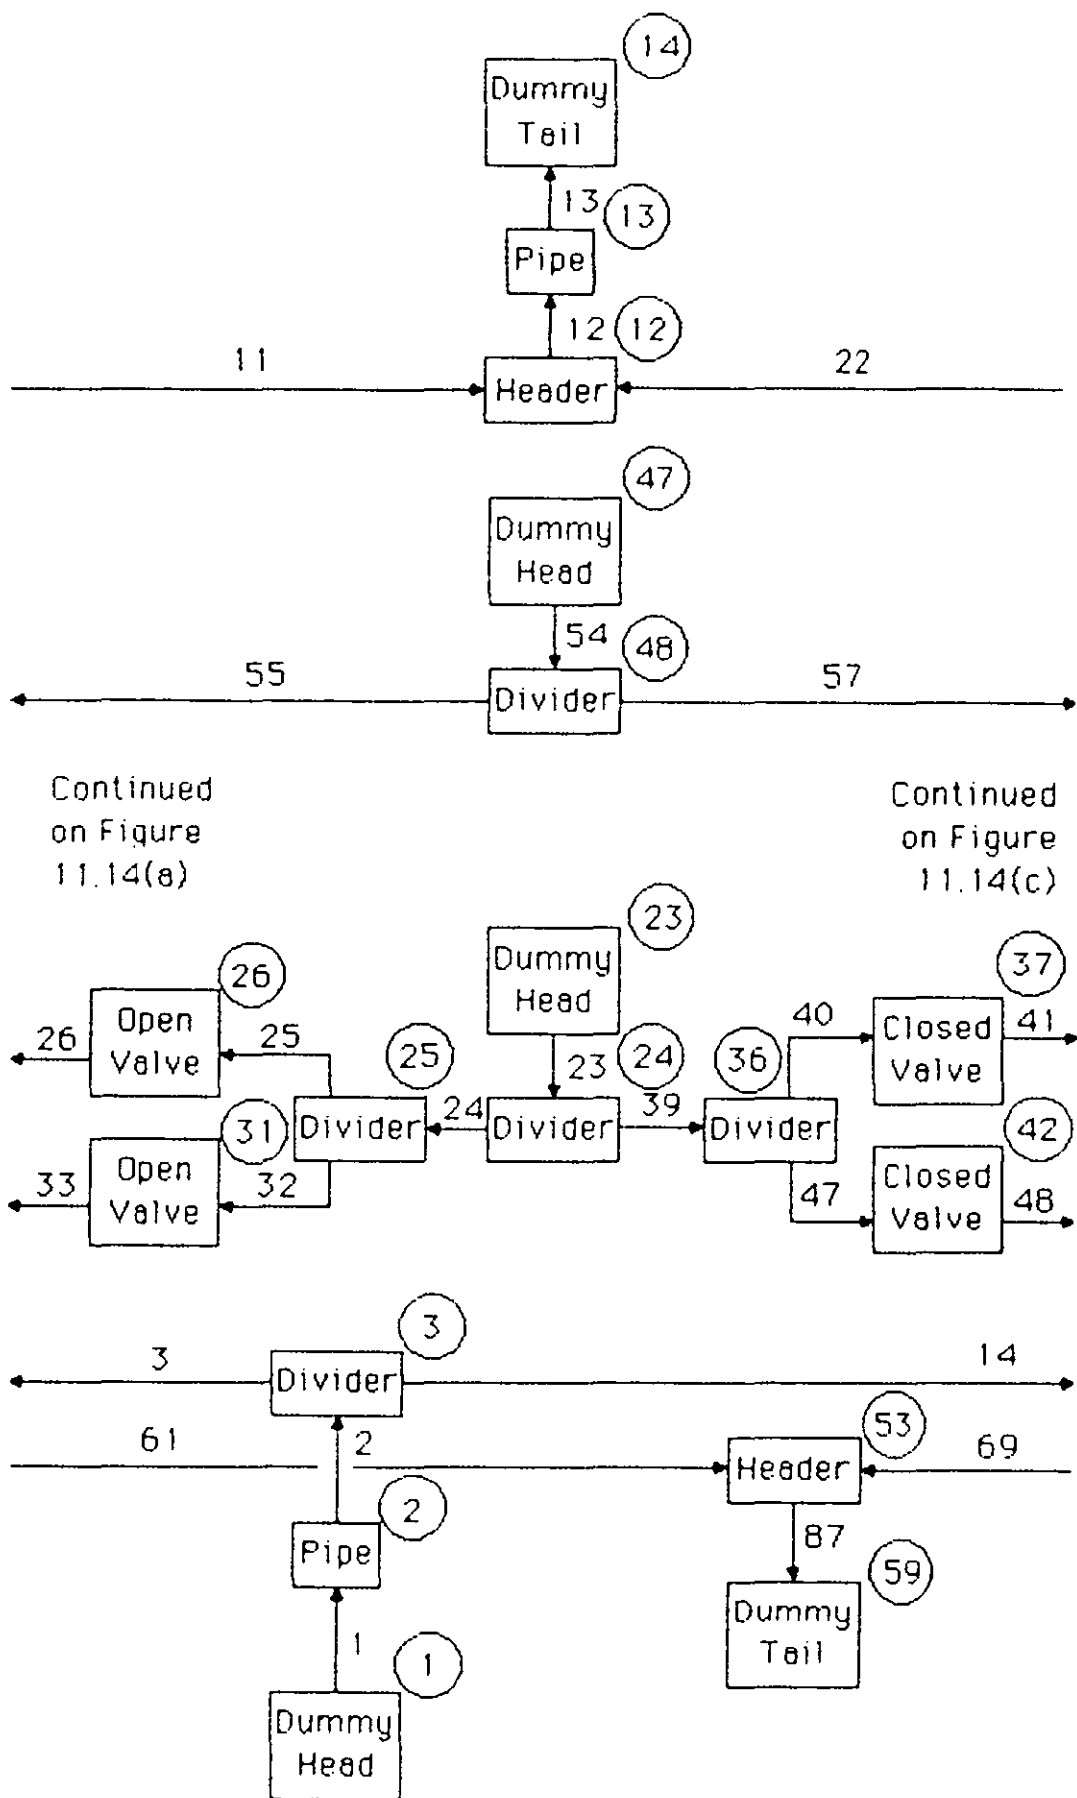 14
Dummy
Tail
13
13
Pipe
12
12
11
Header
22
47
Dummy
Head
54
48
55
Divider
57
Continued
on Figure
11.14(a)
Continued
on Figure
11.14(c)
23
Dummy
Head
26
Open
Valve
26
25
25
23
24
36
40
37
Closed
Valve
41
31
Divider
24
Divider
39
Divider
42
Open
Valve
33
32
47
Closed
Valve
48
3
3
Divider
14
61
2
53
Header
69
2
Pipe
87
59
Dummy
Tail
1
1
Dummy
Head